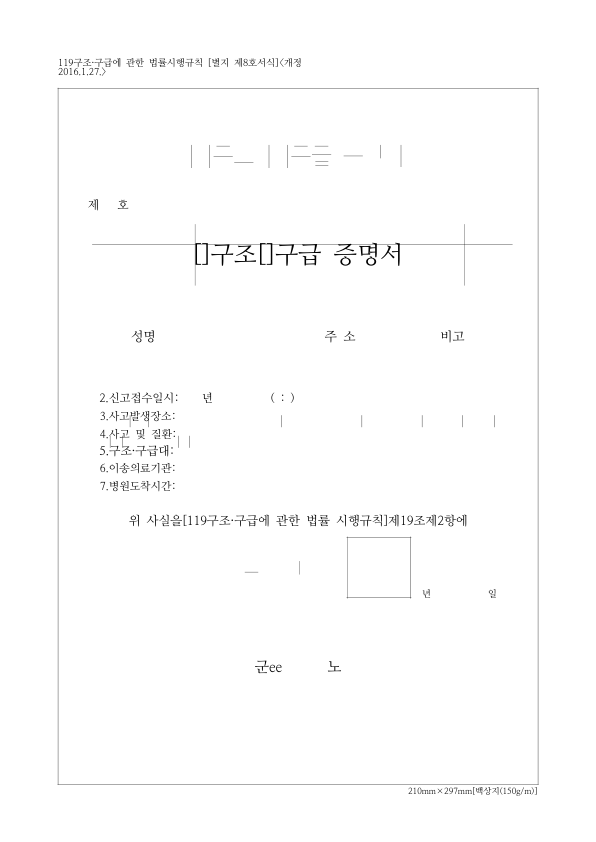 119구조·구급에 관한 법률시행규칙 [별지 제8호서식]<개정
2016.1.27.>
제 호
[]구조[]구급 증명서
성명 주 소 비고
2.신고접수일시: 년 ( : )
3.사고발생장소:
4.사고 및 질환:
5.구조·구급대:
6.이송의료기관:
7.병원도착시간:
위 사실을[119구조·구급에 관한 법률 시행규칙]제19조제2항에
년 일
군ee 노
210mm×297mm[백상지(150g/m)]